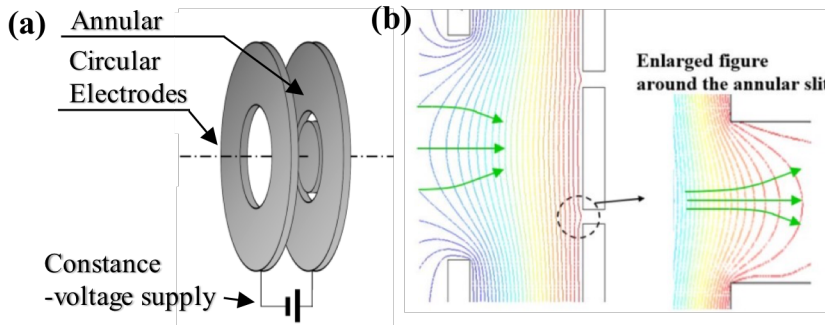 (a)
Annular
Circular
Electrodes
Constance
-voltage supply
(b)
Enlarged figure
around the annular slit